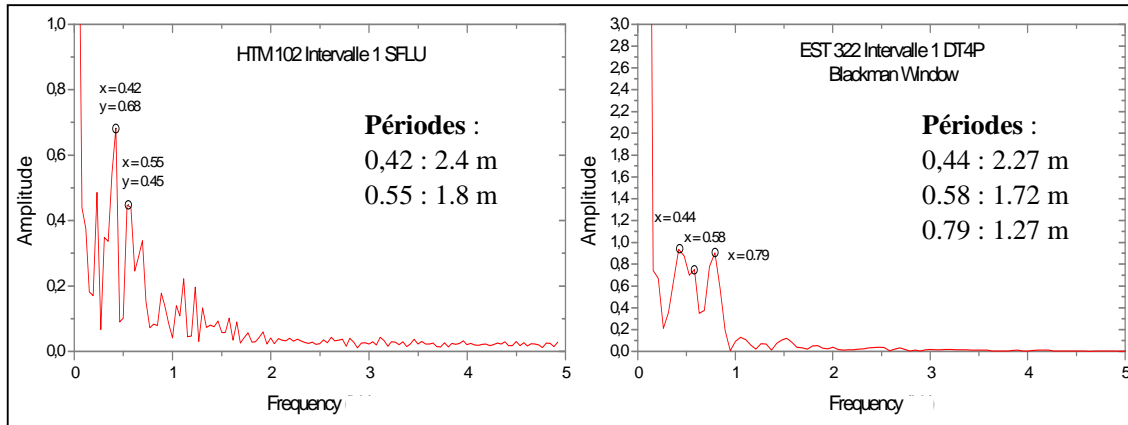 HTM 102 Intervalle 1 SFLU
x = 0.42
y = 0.68
x = 0.55
y = 0.45
Périodes :
0,42 : 2.4 m
0.55 : 1.8 m
Amplitude
1,0
0,8
0,6
0,4
0,2
0,0
0
1
2
3
4
5
Frequency
EST 322 Intervalle 1 DT4P
Blackman Window
Périodes :
0,44 : 2.27 m
0.58 : 1.72 m
0.79 : 1.27 m
x = 0.44
x = 0.58
x = 0.79
Amplitude
3,0
2,8
2,6
2,4
2,2
2,0
1,8
1,6
1,4
1,2
1,0
0,8
0,6
0,4
0,2
0,0
0
1
2
3
4
5
Frequency